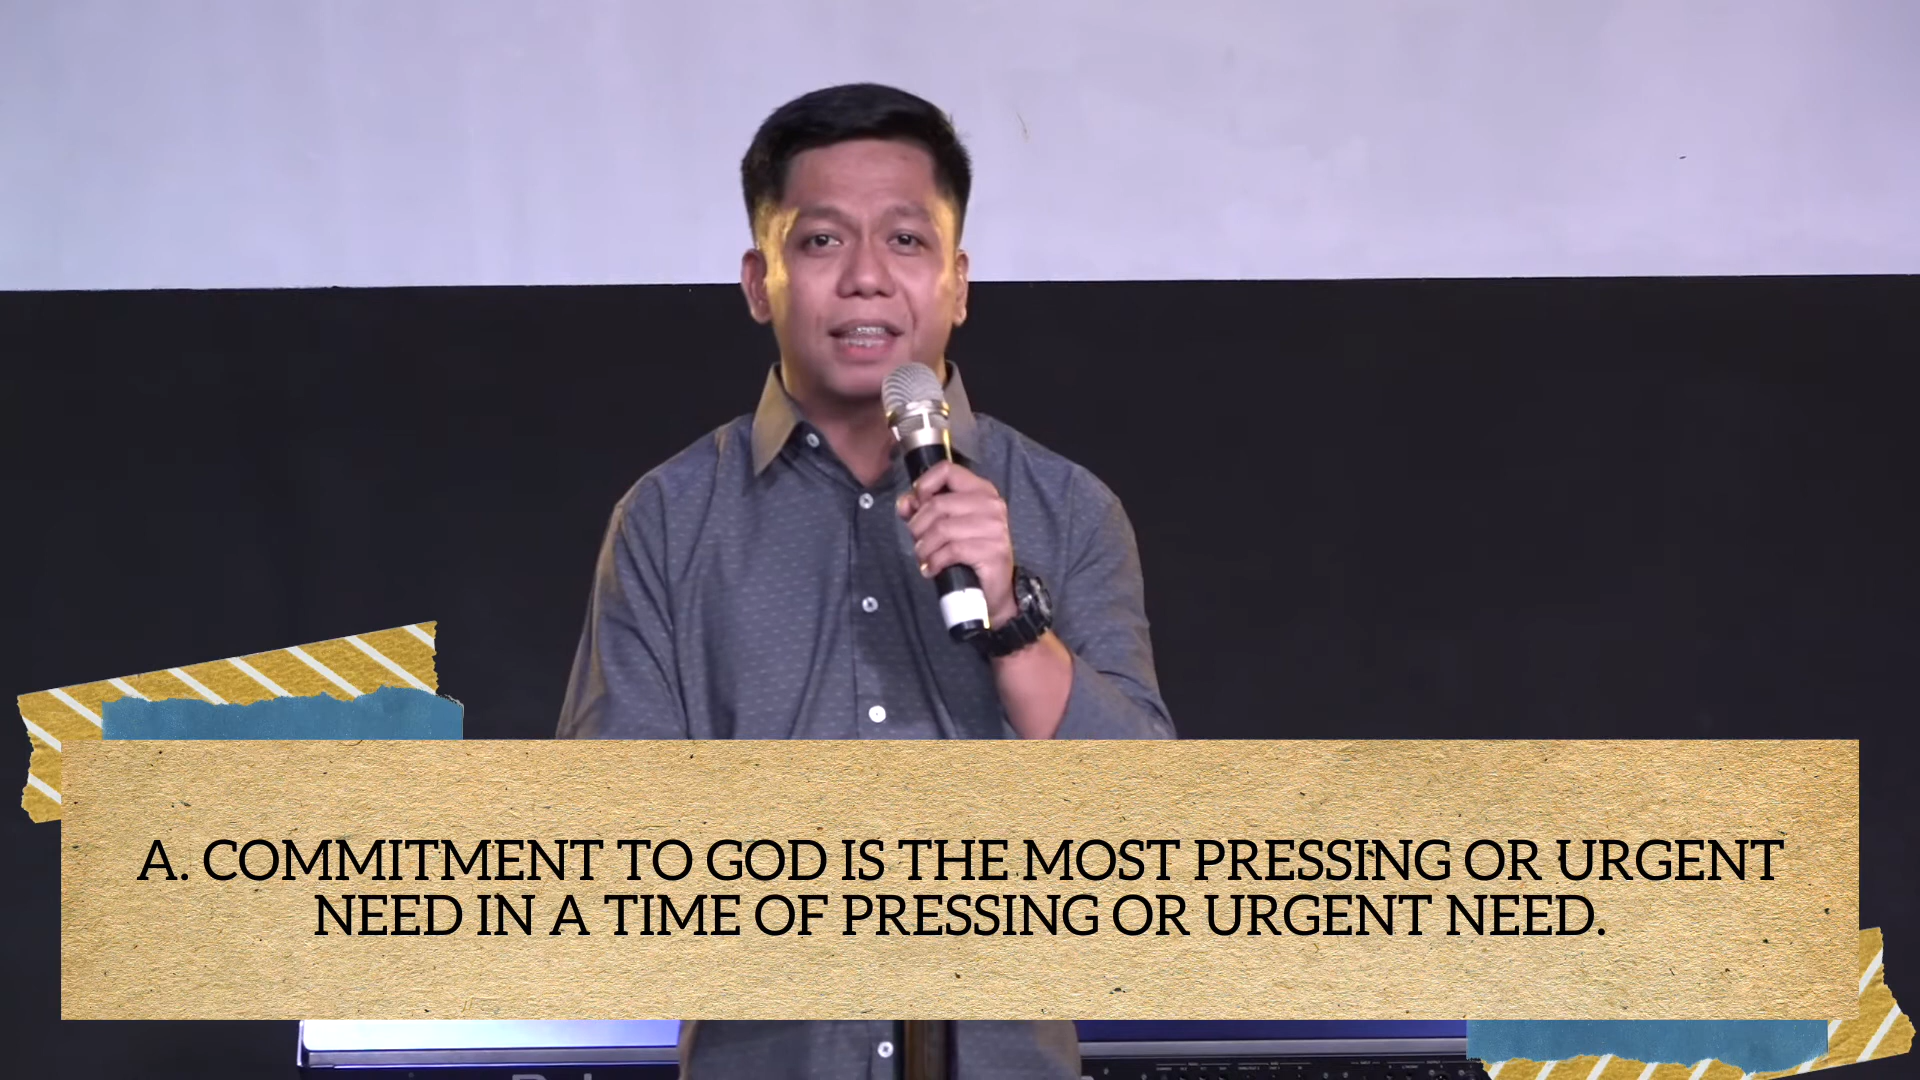 A. COMMITMENT TO GOD IS THE MOST PRESSING OR URGENT
NEED IN A TIME OF PRESSING OR URGENT NEED.